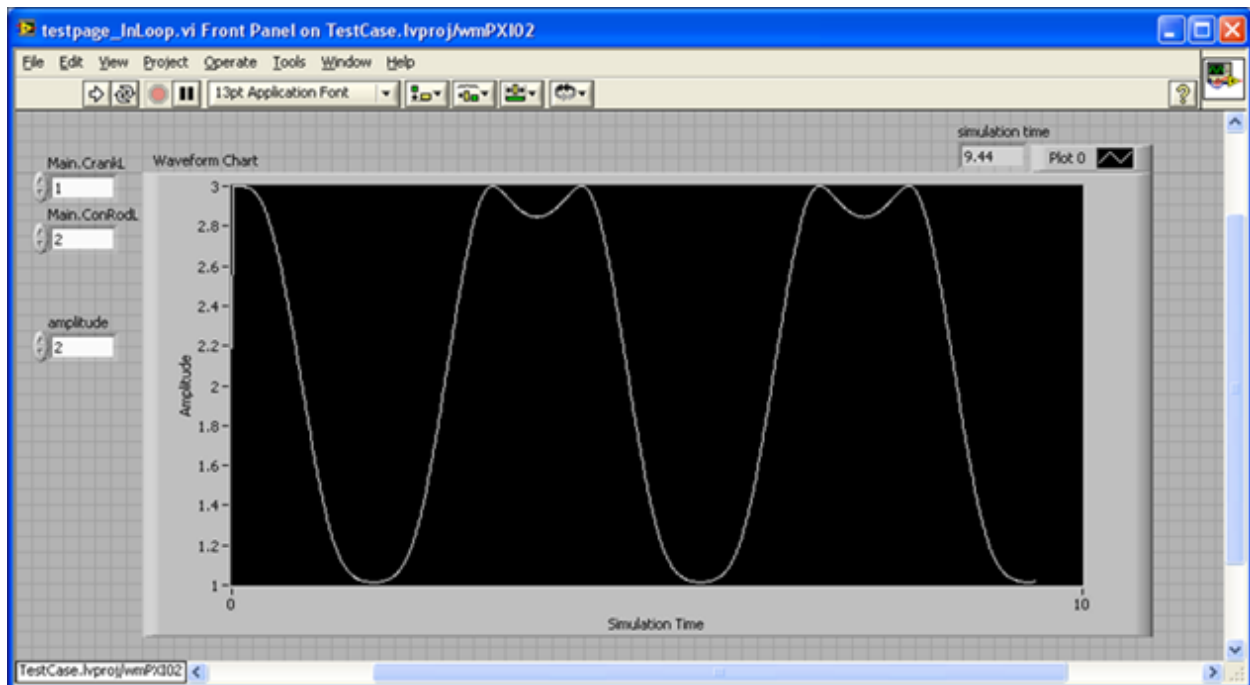 testpage_InLoop.vi Front Panel on TestCase.lvproj/wmPXI02
File Edit View Project Operate Tools Window Help
13pt Application Font
simulation time
9.44
Plot 0
Main.CrankL
1
Main.ConRodL
2
amplitude
2
Waveform Chart
3
2.8
2.6
2.4
2.2
2
1.8
1.6
1.4
1.2
1
Amplitude
0
10
Simulation Time
TestCase.lvproj/wmPXI02